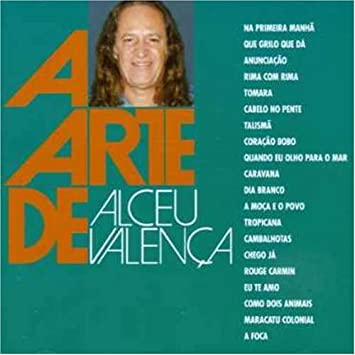 A
ARTE
DE ALCEU
VALENÇA
NA PRIMEIRA MANHÃ
QUE GRILO QUE DÁ
ANUNCIAÇÃO
RIMA COM RIMA
TOMARA
CABELO NO PENTE
TALISMÃ
CORAÇÃO BOBO
QUANDO EU OLHO PARA O MAR
CARAVANA
DIA BRANCO
A MOÇA E O POVO
TROPICANA
CAMBALHOTAS
CHEGO JÁ
ROUGE CARMIN
EU TE AMO
COMO DOIS ANIMAIS
MARACATU COLONIAL
A FOCA